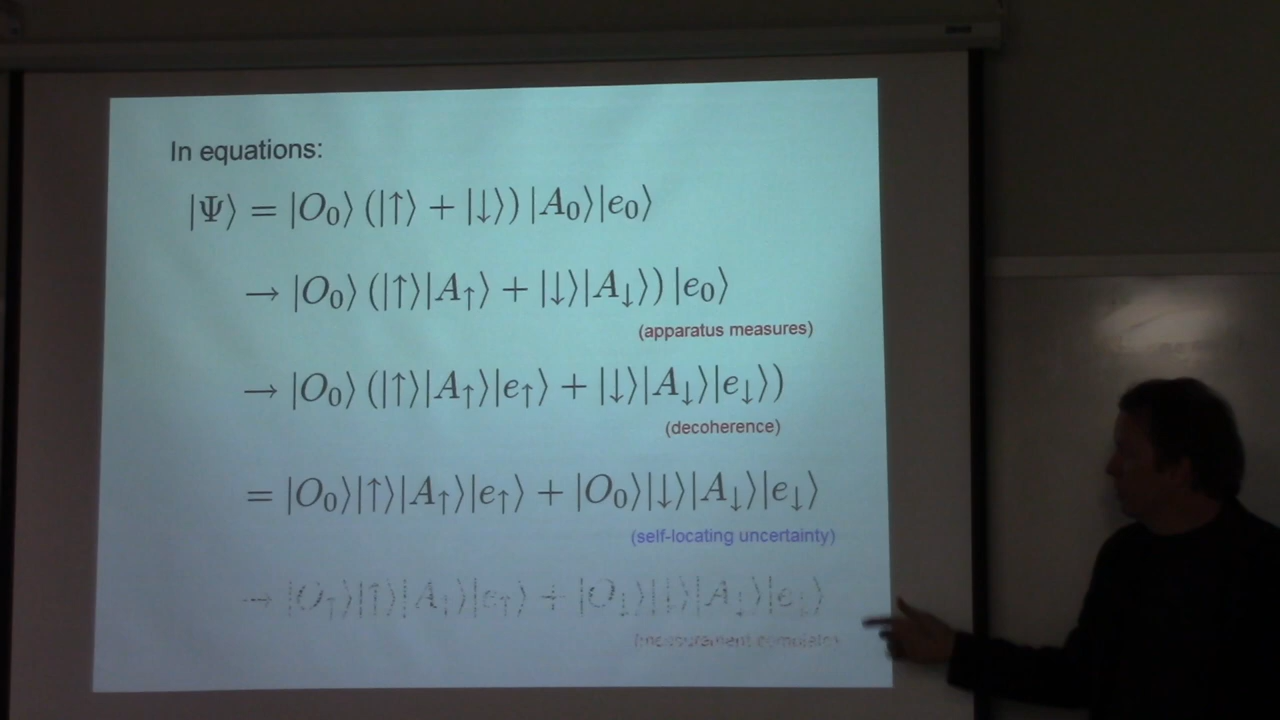 In equations:
|Ψ⟩ = |O₀⟩ (|↑⟩ + |↓⟩) |A₀⟩|e₀⟩
→ |O₀⟩ (|↑⟩|A↑⟩ + |↓⟩|A↓⟩) |e₀⟩
(apparatus measures)
→ |O₀⟩ (|↑⟩|A↑⟩|e↑⟩ + |↓⟩|A↓⟩|e↓⟩)
(decoherence)
= |O₀⟩|↑⟩|A↑⟩|e↑⟩ + |O₀⟩|↓⟩|A↓⟩|e↓⟩
(self-locating uncertainty)
→ |O↑⟩|↑⟩|A↑⟩|e↑⟩ + |O↓⟩|↓⟩|A↓⟩|e↓⟩